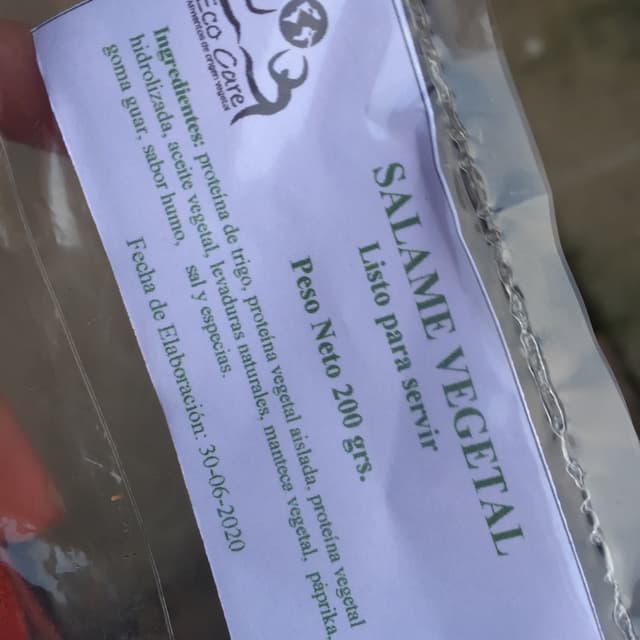 Eco Care
SALAME VEGETAL
Listo para servir
Peso Neto 200 grs.
Ingredientes: proteína de trigo, proteína vegetal aislada, proteína vegetal
hidrolizada, aceite vegetal, levaduras naturales, manteca vegetal, paprika,
goma guar, sabor humo,
sal y especias.
Fecha de Elaboración: 30-06-2020